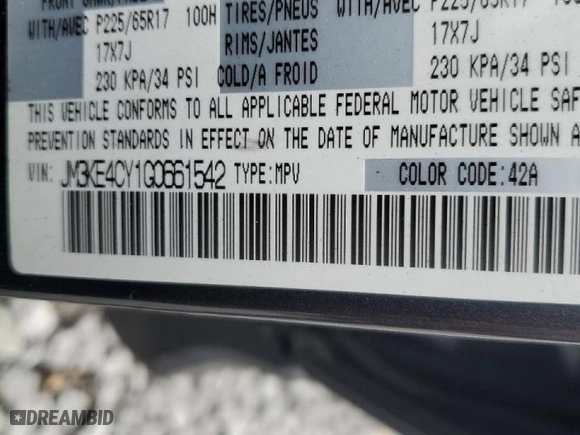 WITH/AVEC P225/65R17 100H TIRES/PNEUS WITH/AVEC P225/65R17 100H
17X7J RIMS/JANTES 17X7J
230 KPA/34 PSI COLD/A FROID 230 KPA/34 PSI
THIS VEHICLE CONFORMS TO ALL APPLICABLE FEDERAL MOTOR VEHICLE SAF
PREVENTION STANDARDS IN EFFECT ON THE DATE OF MANUFACTURE SHOWN A
VIN: JM3KE4CY1G0661542 TYPE:MPV COLOR CODE:42A
DREAMBID